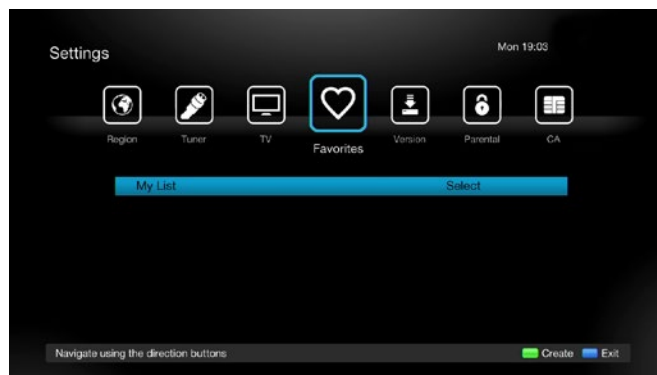 Settings
Mon 19:03
Region Tuner TV Favorites Version Parental CA
My List Select
Navigate using the direction buttons Create Exit